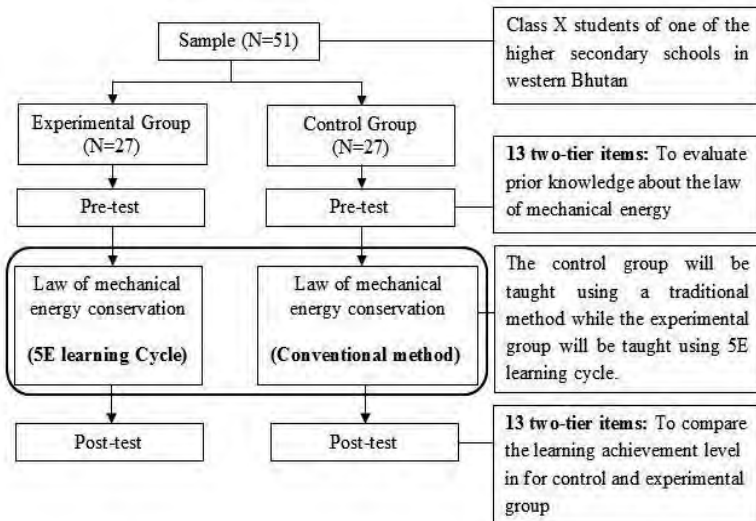 Sample (N=51)
Class X students of one of the
higher secondary schools in
western Bhutan
Experimental Group
(N=27)
Control Group
(N=27)
13 two-tier items: To evaluate
prior knowledge about the law
of mechanical energy
Pre-test
Pre-test
Law of mechanical
energy conservation
(5E learning Cycle)
Law of mechanical
energy conservation
(Conventional method)
The control group will be
taught using a traditional
method while the experimental
group will be taught using 5E
learning cycle.
Post-test
Post-test
13 two-tier items: To compare
the learning achievement level
in for control and experimental
group